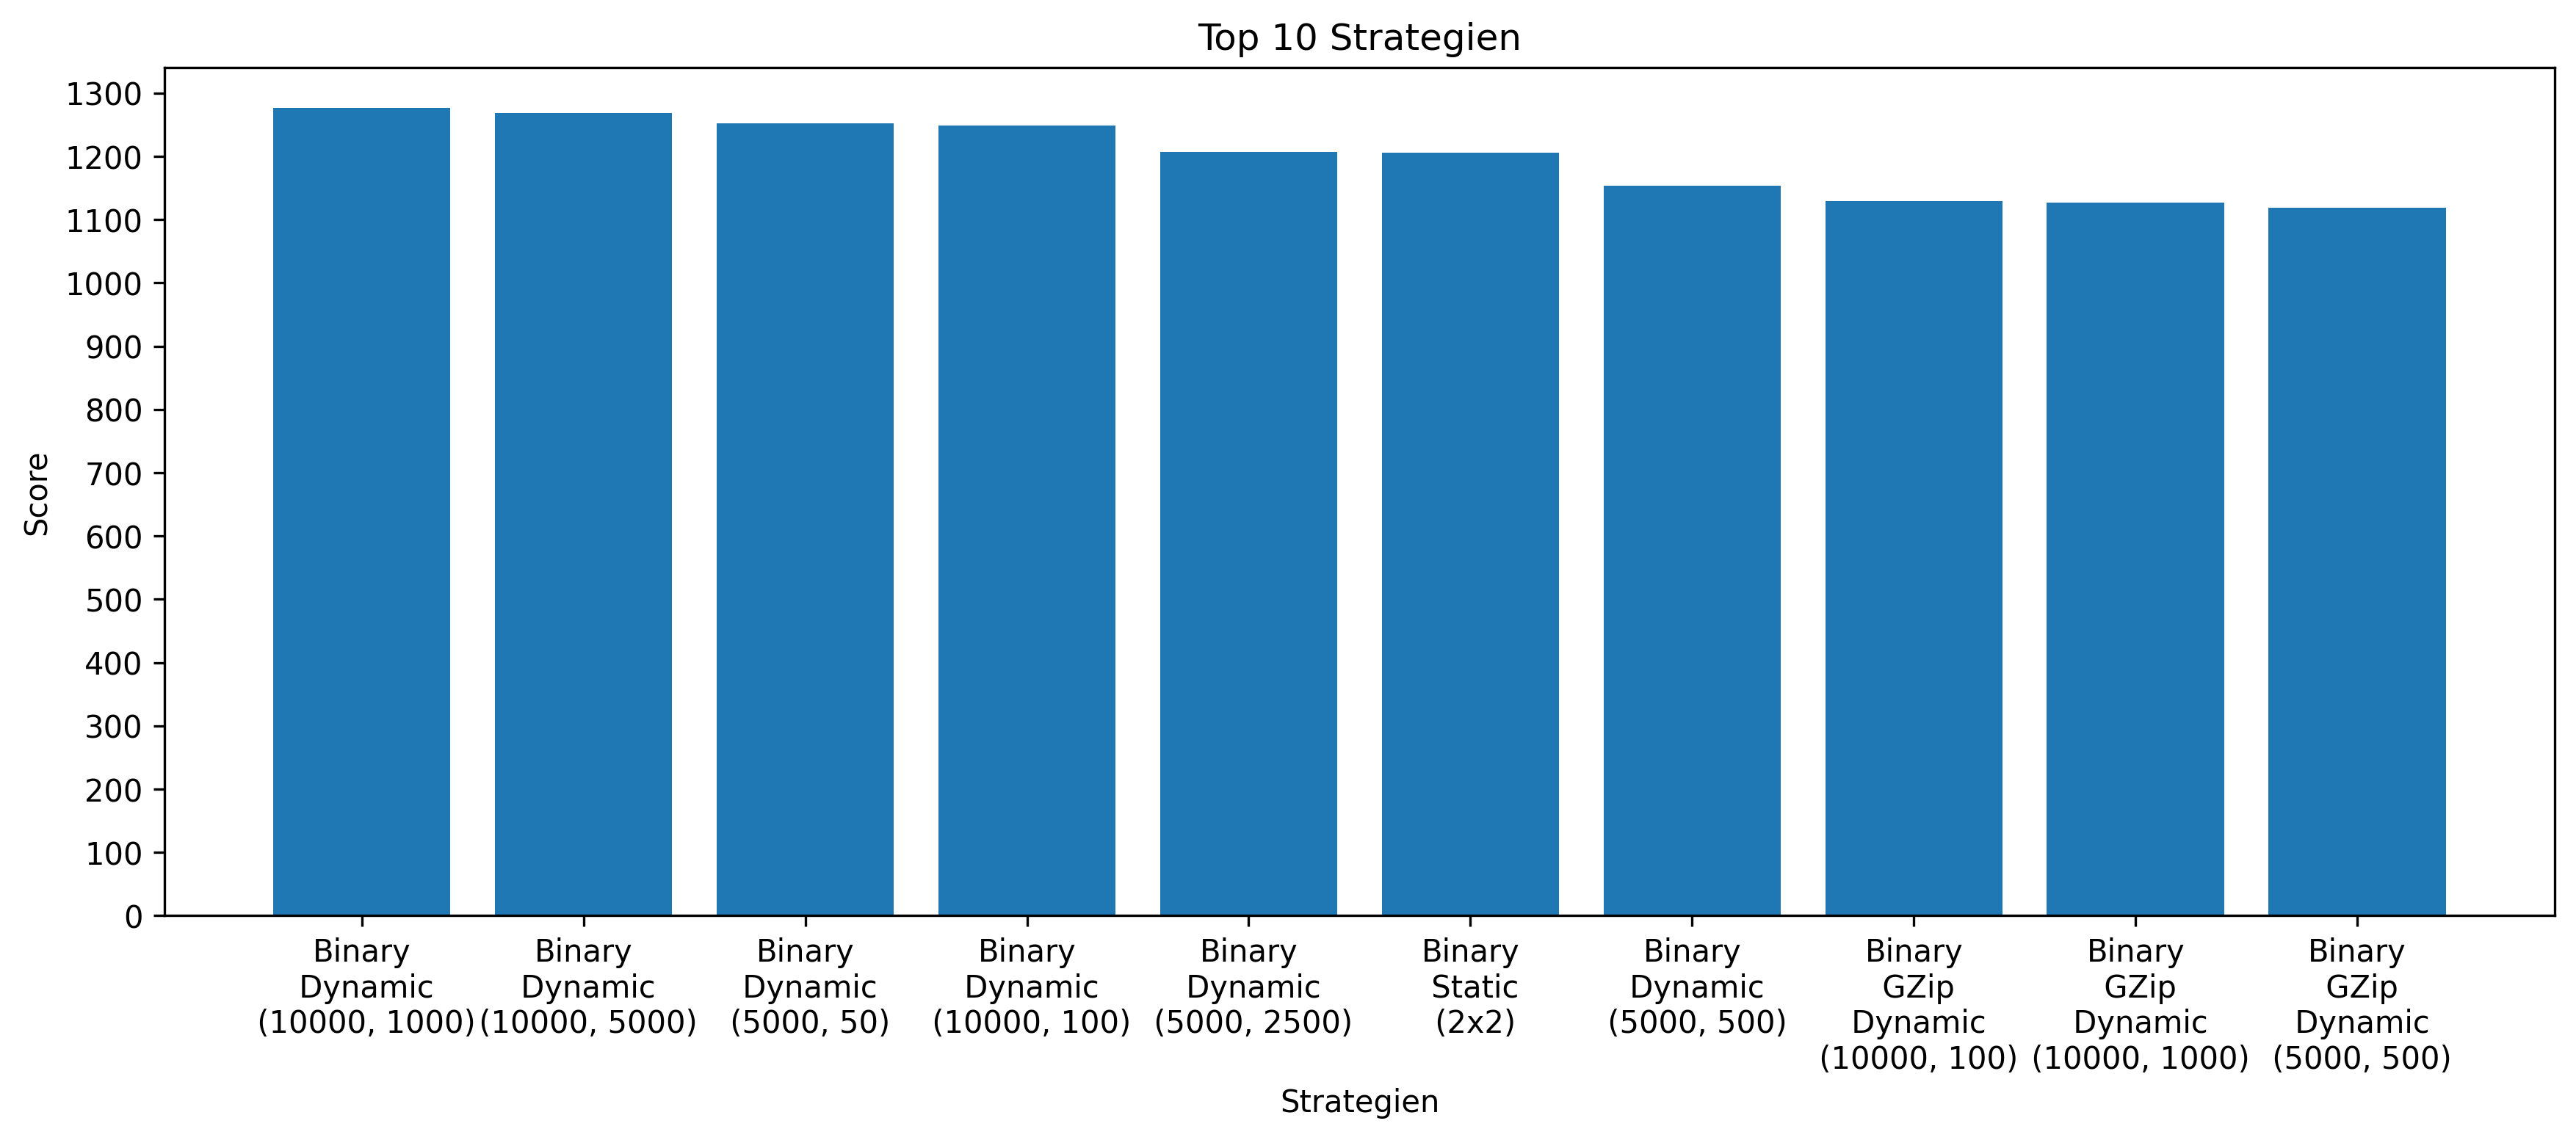 Top 10 Strategien
1300
1200
1100
1000
900
800
700
600
500
400
300
200
100
0
Score
Binary
Dynamic
(10000, 1000)
Binary
Dynamic
(10000, 5000)
Binary
Dynamic
(5000, 50)
Binary
Dynamic
(10000, 100)
Binary
Dynamic
(5000, 2500)
Binary
Static
(2x2)
Binary
Dynamic
(5000, 500)
Binary
GZip
Dynamic
(10000, 100)
Binary
GZip
Dynamic
(10000, 1000)
Binary
GZip
Dynamic
(5000, 500)
Strategien